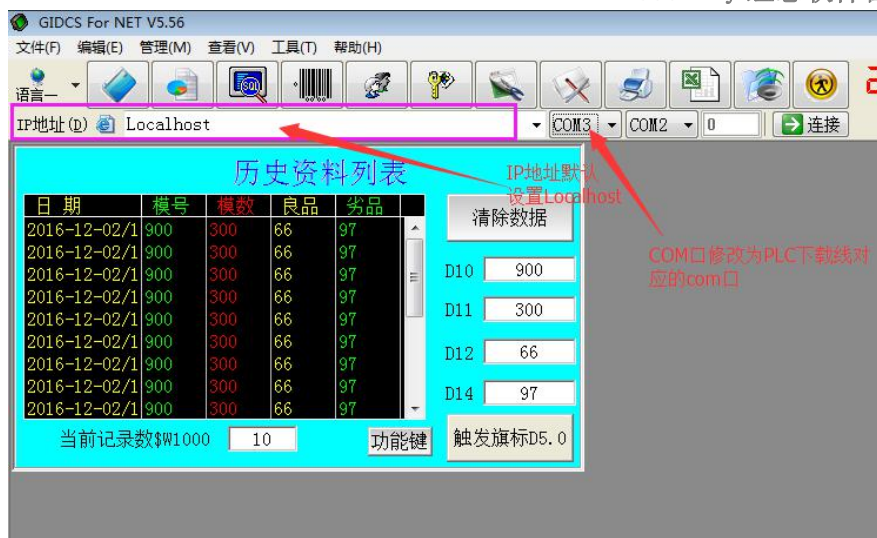 GIDCS For NET V5.56
文件(F) 编辑(E) 管理(M) 查看(V) 工具(T) 帮助(H)
语言一
SQL
IP地址(D) Localhost COM3 COM2 0 连接
历史资料列表
IP地址默认
设置Localhost
日 期 模号 模数 良品 劣品
清除数据
2016-12-02/1 900 300 66 97
2016-12-02/1 900 300 66 97
2016-12-02/1 900 300 66 97
2016-12-02/1 900 300 66 97
2016-12-02/1 900 300 66 97
2016-12-02/1 900 300 66 97
2016-12-02/1 900 300 66 97
2016-12-02/1 900 300 66 97
2016-12-02/1 900 300 66 97
D10 900
D11 300
D12 66
D14 97
COM口修改为PLC下载线对
应的com口
当前记录数$W1000 10 功能键 触发旗标D5.0